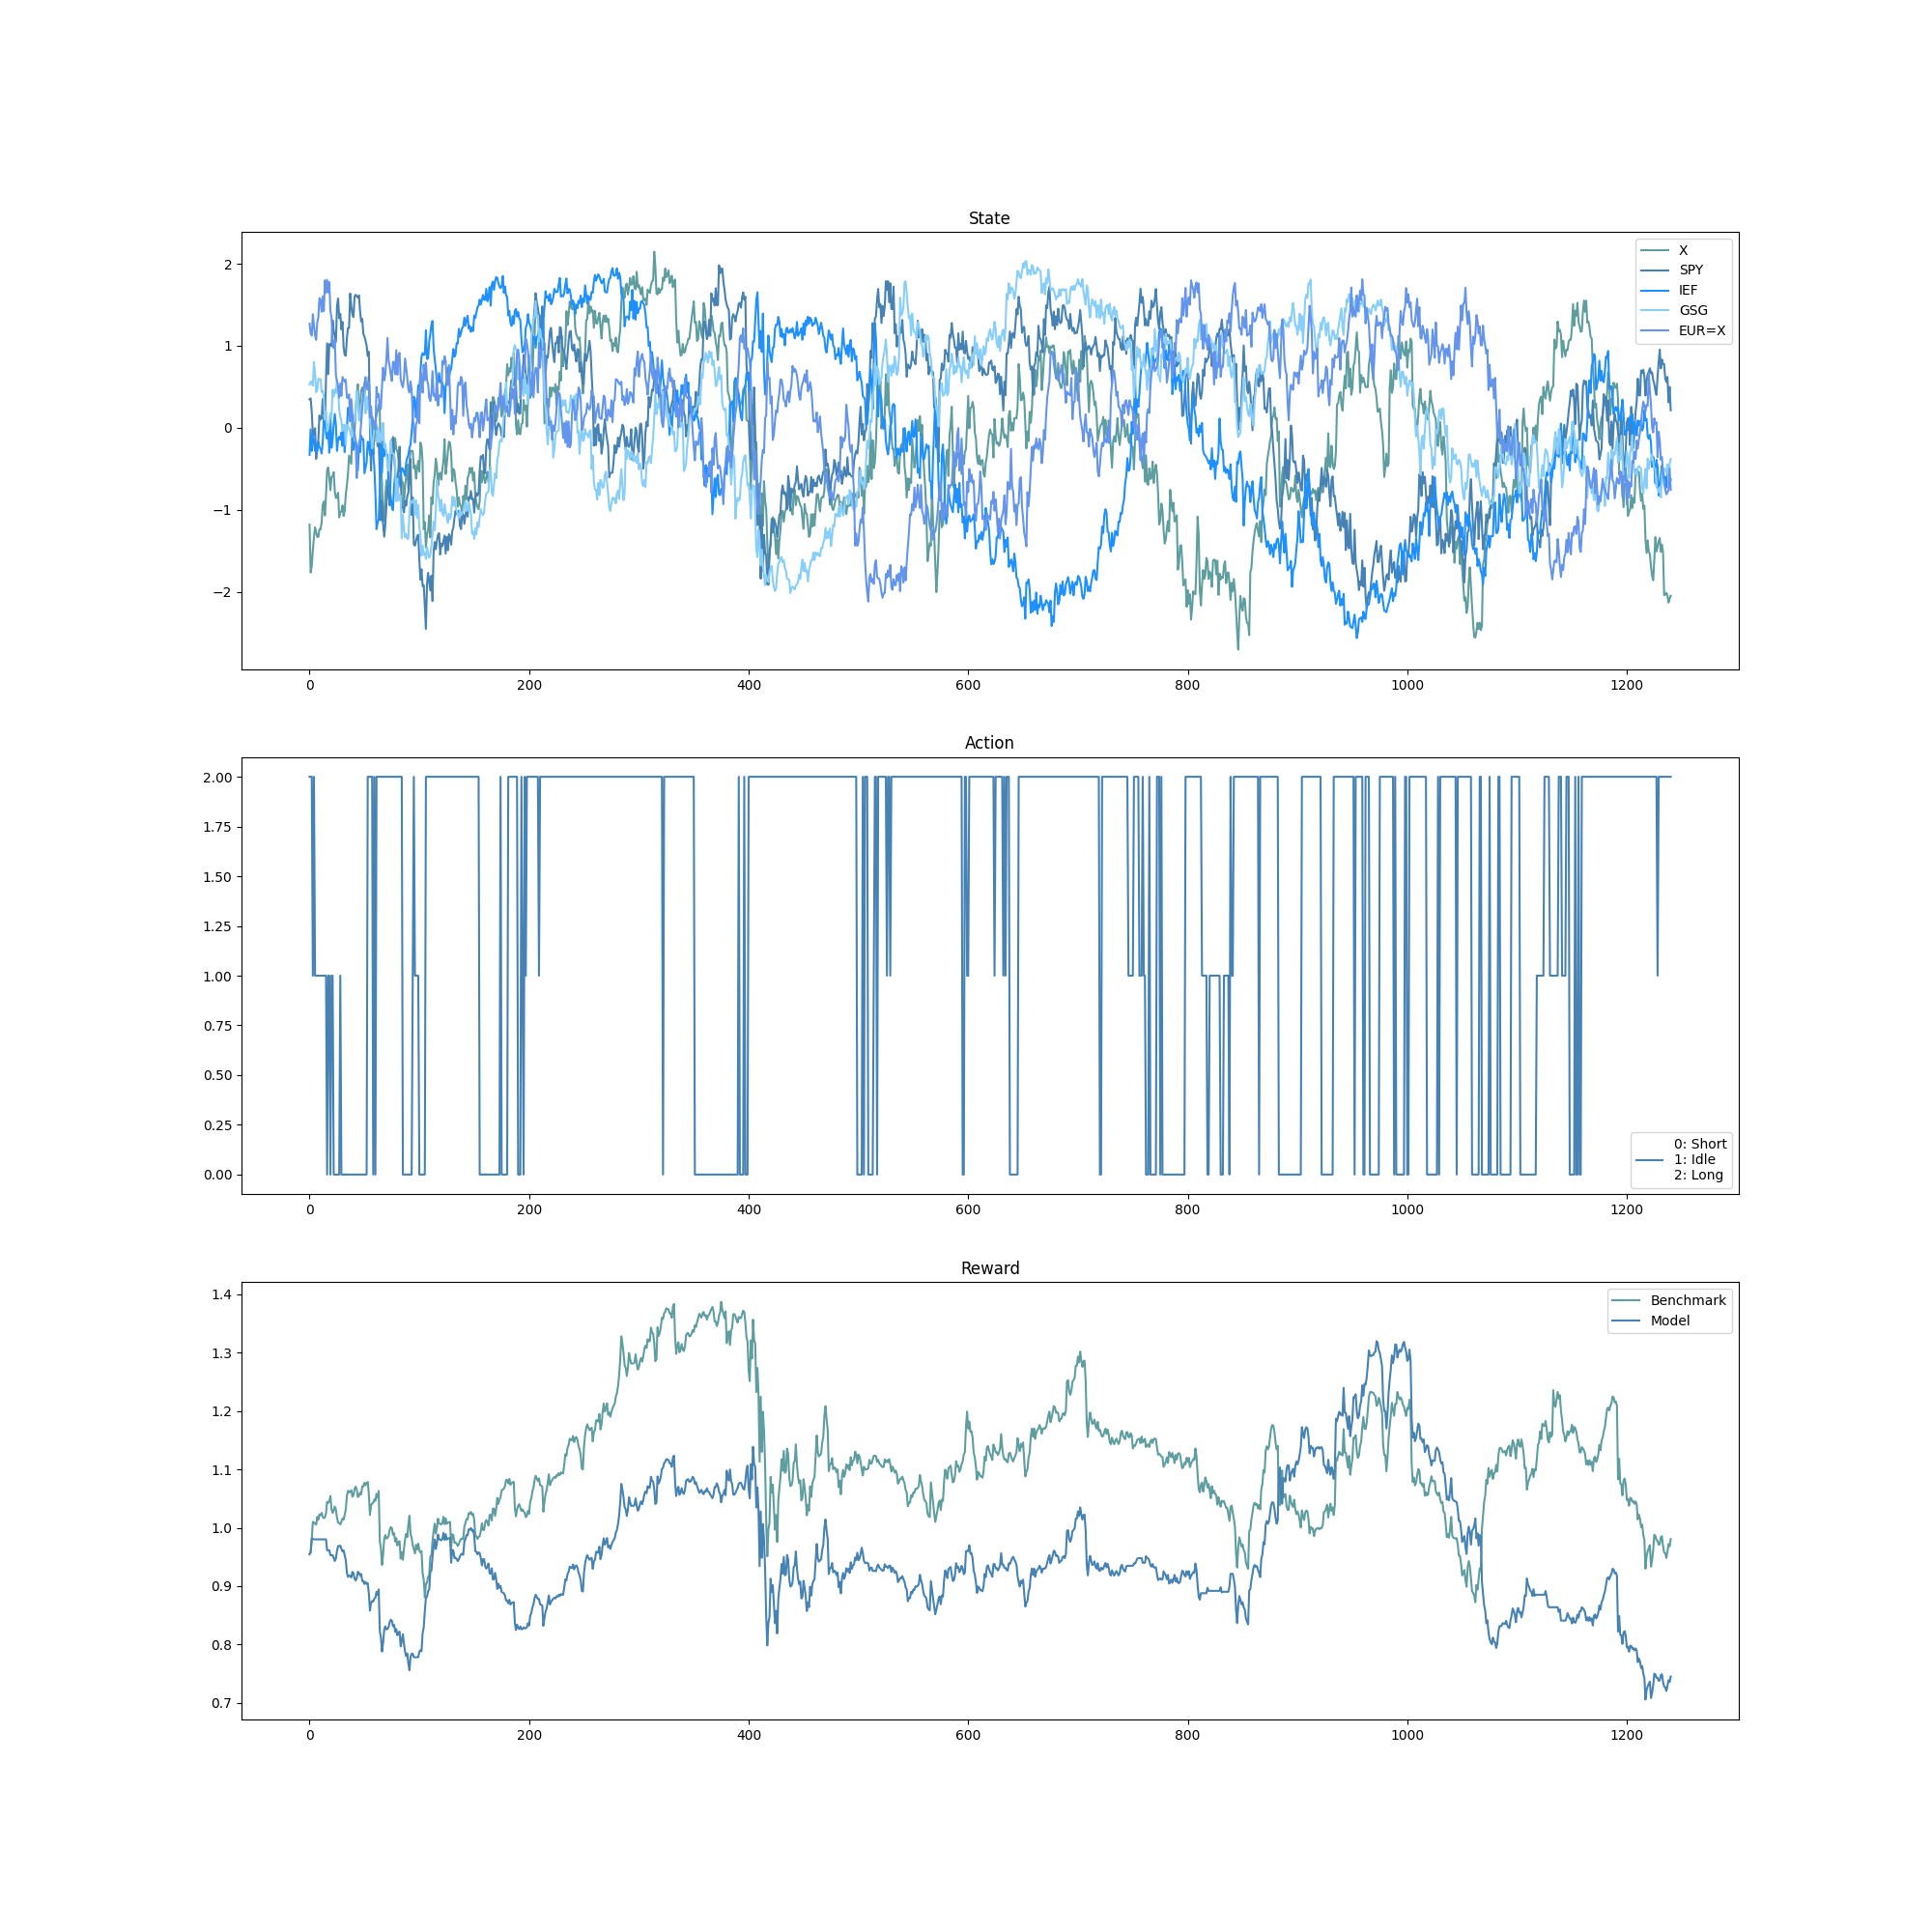 State
2
1
0
−1
−2
X
SPY
IEF
GSG
EUR=X
0 200 400 600 800 1000 1200
Action
2.00
1.75
1.50
1.25
1.00
0.75
0.50
0.25
0.00
0: Short
1: Idle
2: Long
0 200 400 600 800 1000 1200
Reward
1.4
1.3
1.2
1.1
1.0
0.9
0.8
0.7
Benchmark
Model
0 200 400 600 800 1000 1200